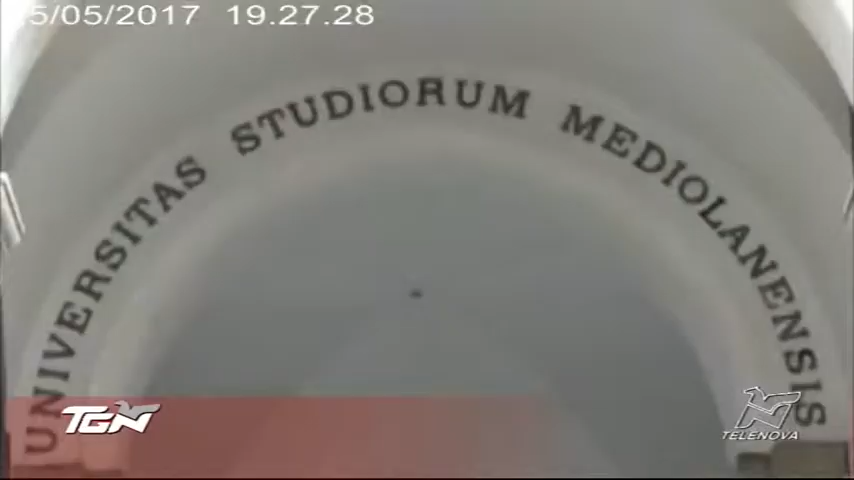 5/05/2017 19.27.28
UNIVERSITAS STUDIORUM MEDIOLANENSIS
TGN
TELENOVA